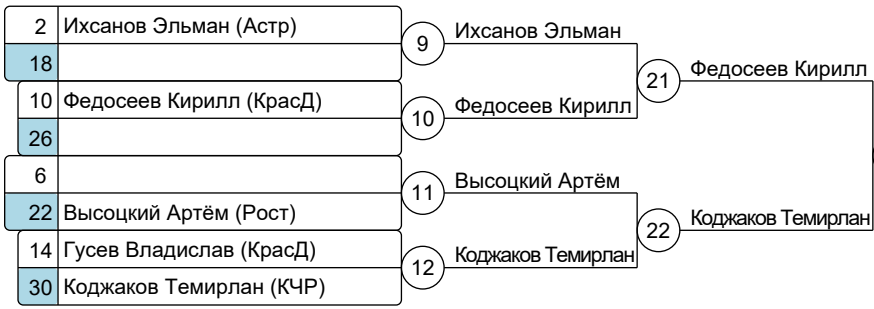 2 Ихсанов Эльман (Астр)
18
10 Федосеев Кирилл (КрасД)
26
6
22 Высоцкий Артём (Рост)
14 Гусев Владислав (КрасД)
30 Коджаков Темирлан (КЧР)
9 Ихсанов Эльман
10 Федосеев Кирилл
11 Высоцкий Артём
12 Коджаков Темирлан
21 Федосеев Кирилл
22 Коджаков Темирлан